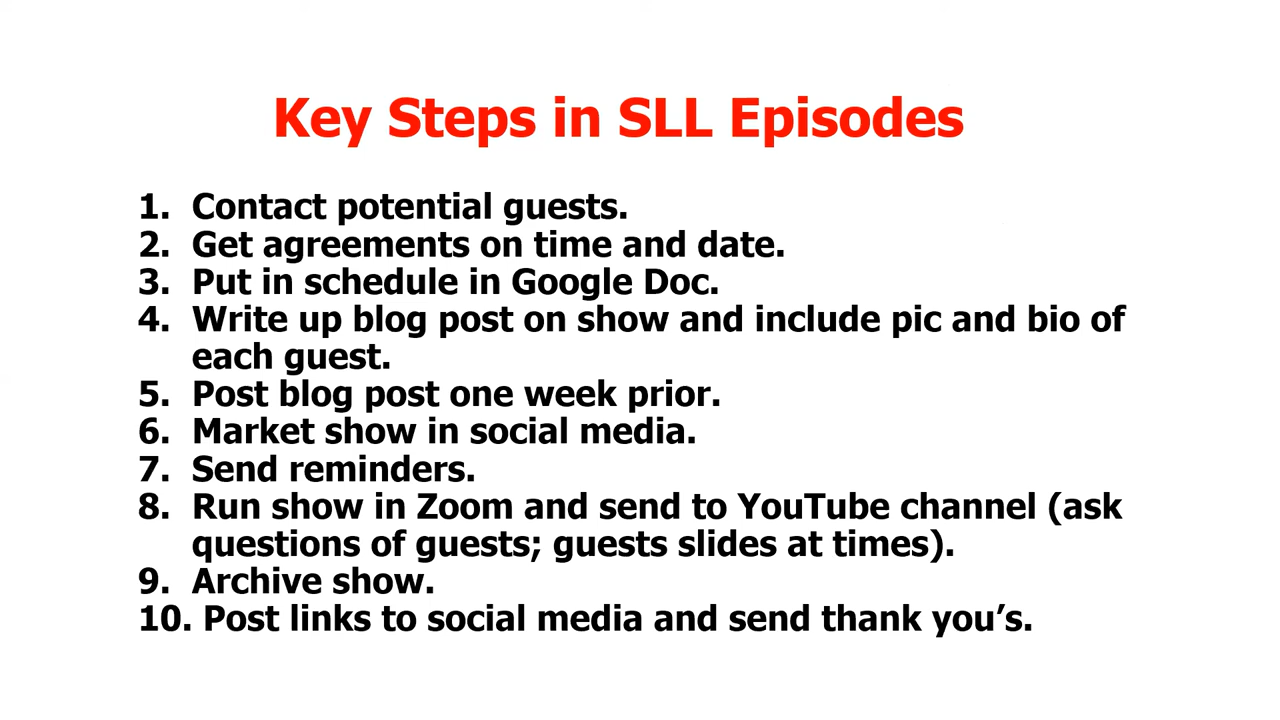 Key Steps in SLL Episodes
1. Contact potential guests.
2. Get agreements on time and date.
3. Put in schedule in Google Doc.
4. Write up blog post on show and include pic and bio of
each guest.
5. Post blog post one week prior.
6. Market show in social media.
7. Send reminders.
8. Run show in Zoom and send to YouTube channel (ask
questions of guests; guests slides at times).
9. Archive show.
10. Post links to social media and send thank you’s.